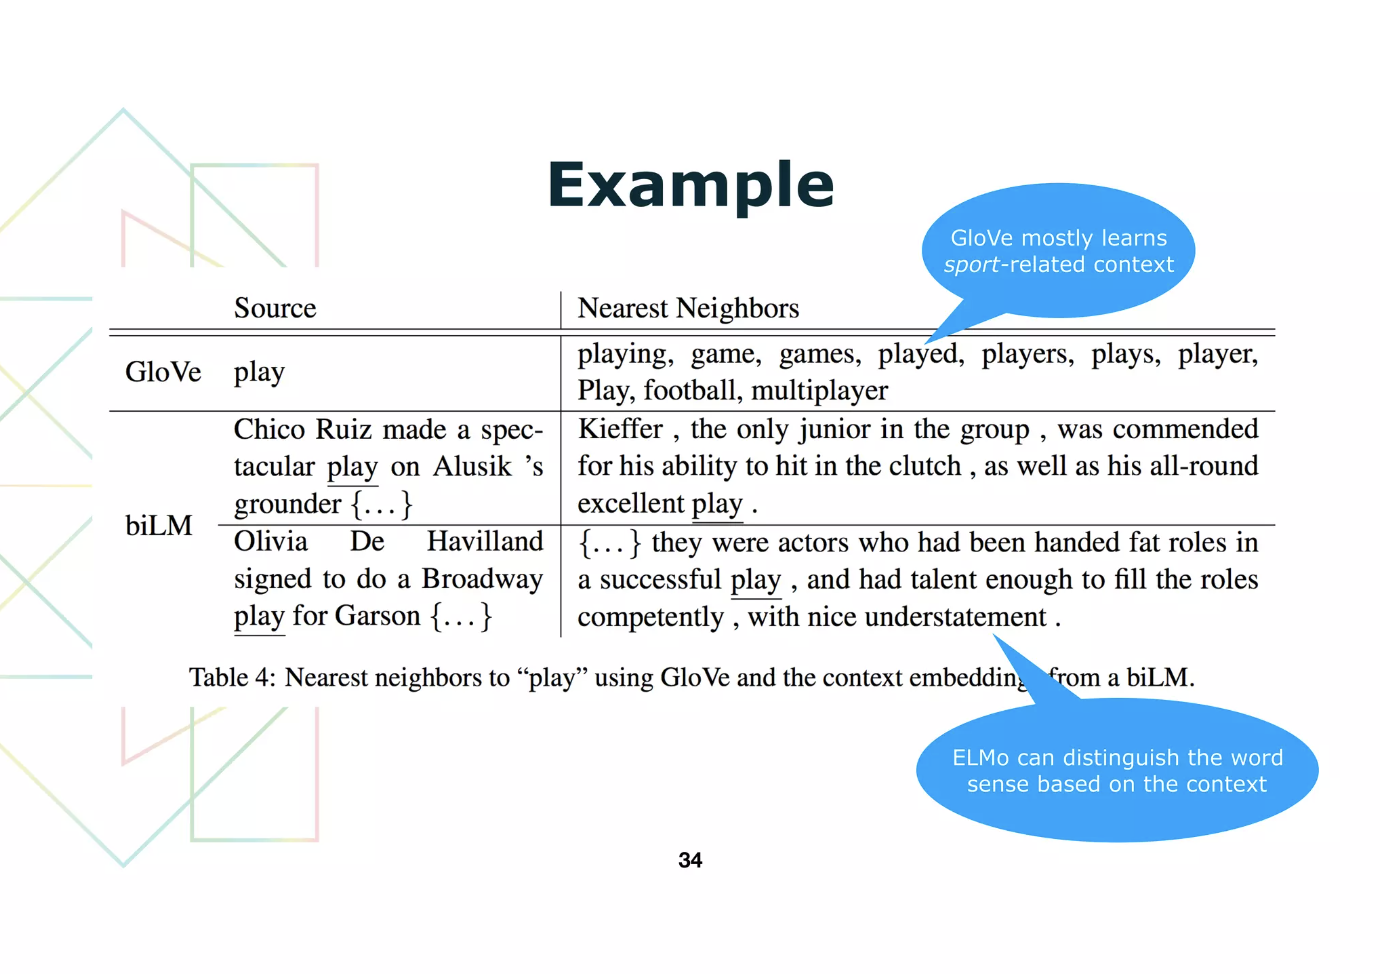 Example
GloVe mostly learns
sport-related context
Source
Nearest Neighbors
GloVe
play
playing, game, games, played, players, plays, player,
Play, football, multiplayer
biLM
Chico Ruiz made a spec-
tacular play on Alusik 's
grounder {...}
Kieffer , the only junior in the group , was commended
for his ability to hit in the clutch , as well as his all-round
excellent play .
Olivia De Havilland
signed to do a Broadway
play for Garson {...}
{...} they were actors who had been handed fat roles in
a successful play , and had talent enough to fill the roles
competently , with nice understatement .
Table 4: Nearest neighbors to “play” using GloVe and the context embeddings from a biLM.
ELMo can distinguish the word
sense based on the context
34